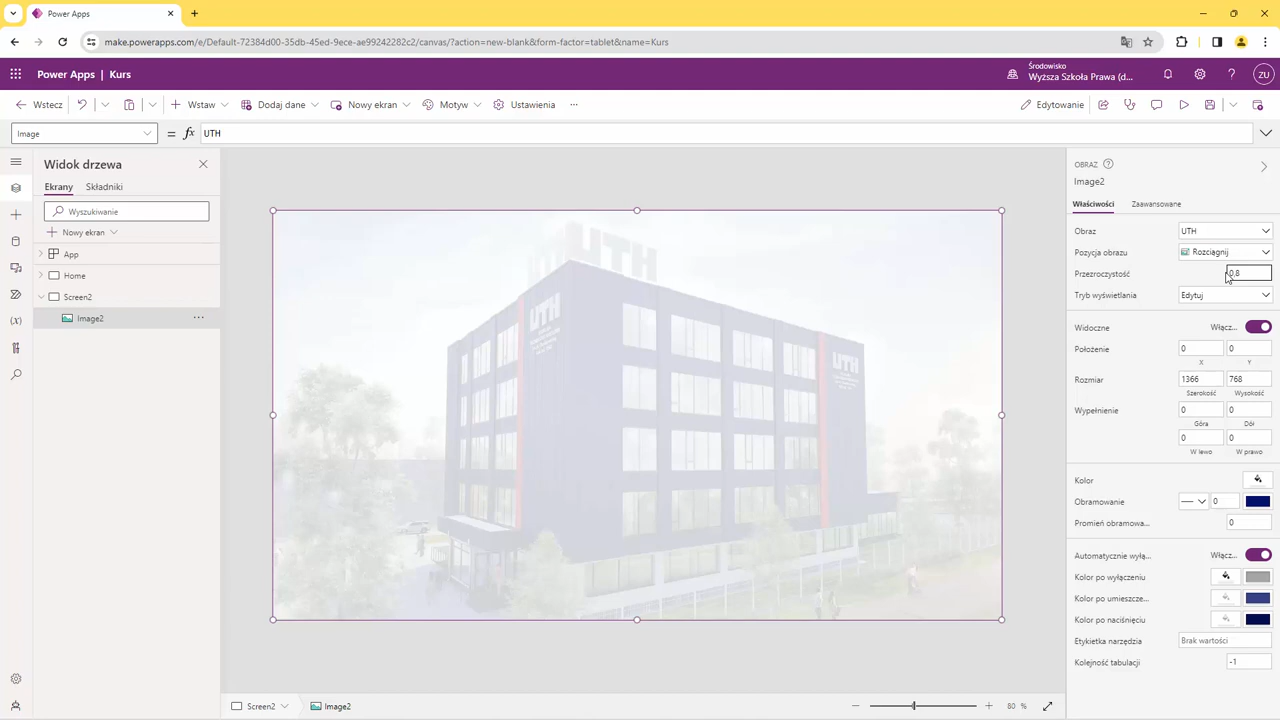 Power Apps
make.powerapps.com/e/Default-72384d00-35db-45ed-9ece-ae99242282c2/canvas/?action=new-blank&form-factor=tablet&name=Kurs
Power Apps | Kurs
Środowisko
Wyższa Szkoła Prawa (d...
ZU
Wstecz
Wstaw
Dodaj dane
Nowy ekran
Motyw
Ustawienia
...
Edytowanie
Image
= fx UTH
Widok drzewa
Ekrany
Składniki
Wyszukiwanie
Nowy ekran
App
Home
Screen2
Image2
...
UTH
UTH
UTH
OBRAZ
Image2
Właściwości
Zaawansowane
Obraz
UTH
Pozycja obrazu
Rozciągnij
Przezroczystość
0,8
Tryb wyświetlania
Edytuj
Widoczne
Włącz...
Położenie
0
0
X
Y
Rozmiar
1366
768
Szerokość
Wysokość
Wypełnienie
0
0
Góra
Dół
0
0
W lewo
W prawo
Kolor
Obramowanie
0
Promień obramowa...
0
Automatycznie wyłą...
Włącz...
Kolor po wyłączeniu
Kolor po umieszcze...
Kolor po naciśnięciu
Etykietka narzędzia
Brak wartości
Kolejność tabulacji
-1
Screen2
Image2
80 %